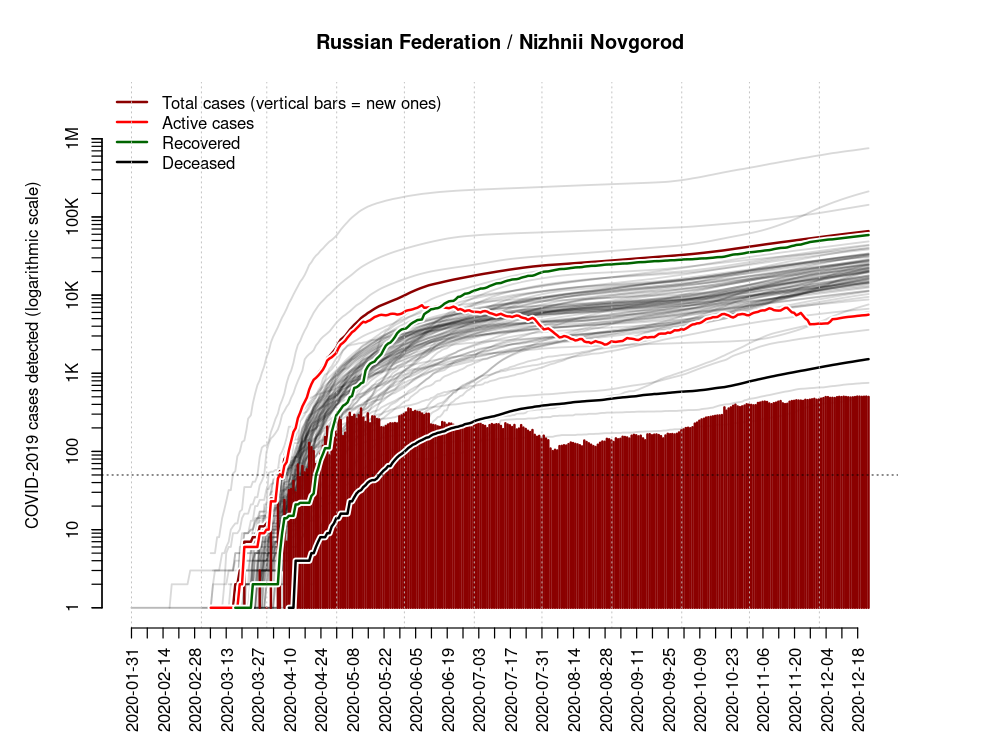 Russian Federation / Nizhnii Novgorod
Total cases (vertical bars = new ones)
Active cases
Recovered
Deceased
COVID-2019 cases detected (logarithmic scale)
1M
100K
10K
1K
100
10
1
2020-01-31
2020-02-14
2020-02-28
2020-03-13
2020-03-27
2020-04-10
2020-04-24
2020-05-08
2020-05-22
2020-06-05
2020-06-19
2020-07-03
2020-07-17
2020-07-31
2020-08-14
2020-08-28
2020-09-11
2020-09-25
2020-10-09
2020-10-23
2020-11-06
2020-11-20
2020-12-04
2020-12-18